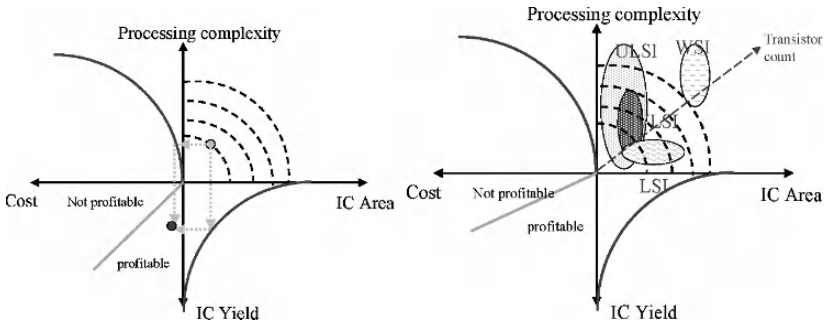 Processing complexity
Cost
Not profitable
IC Area
profitable
IC Yield
Processing complexity
ULSI
WSI
Transistor
count
VLSI
LSI
Cost
Not profitable
IC Area
profitable
IC Yield